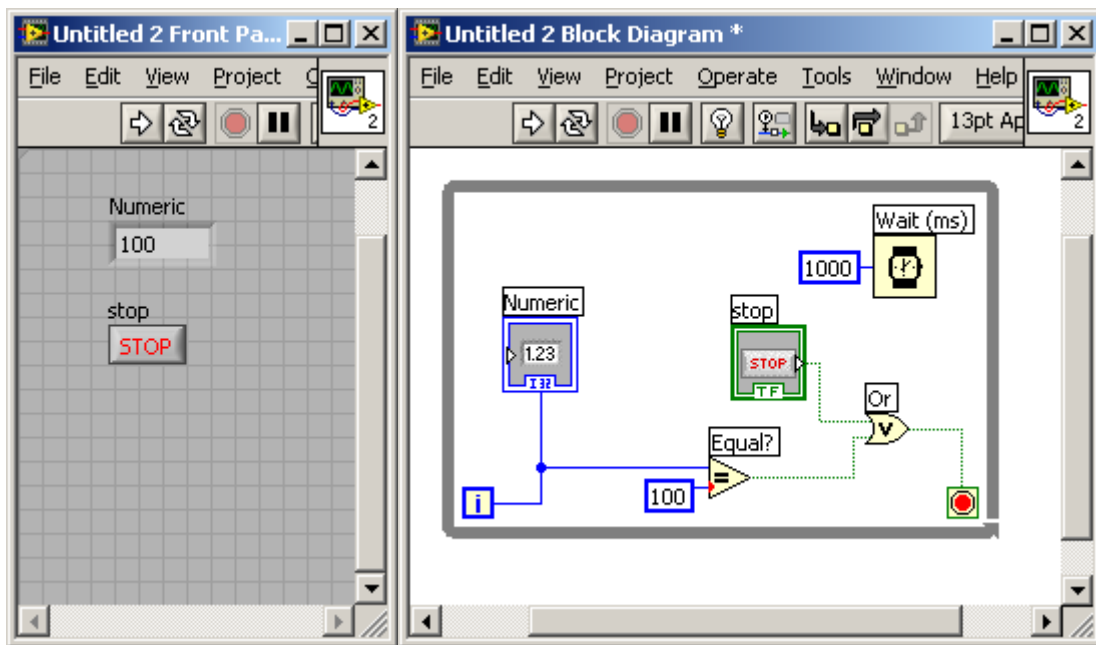 Untitled 2 Front Pa...
File Edit View Project
2
Numeric
100
stop
STOP
Untitled 2 Block Diagram *
File Edit View Project Operate Tools Window Help
13pt Ap
2
Wait (ms)
1000
Numeric
1.23
I32
stop
STOP
TF
Or
V
Equal?
=
100
i